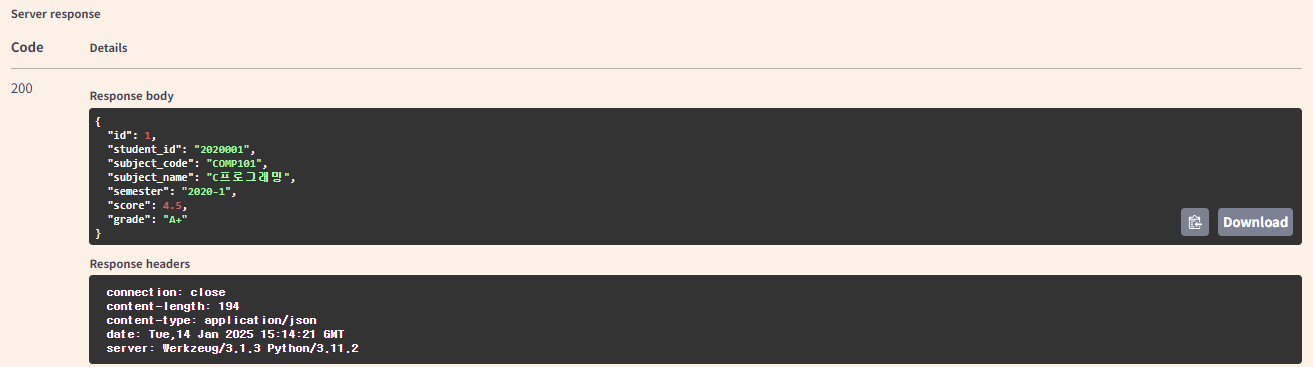 Server response
Code Details
200
Response body
{
"id": 1,
"student_id": "2020001",
"subject_code": "COMP101",
"subject_name": "C프로그래밍",
"semester": "2020-1",
"score": 4.5,
"grade": "A+"
}
Download
Response headers
connection: close
content-length: 194
content-type: application/json
date: Tue,14 Jan 2025 15:14:21 GMT
server: Werkzeug/3.1.3 Python/3.11.2